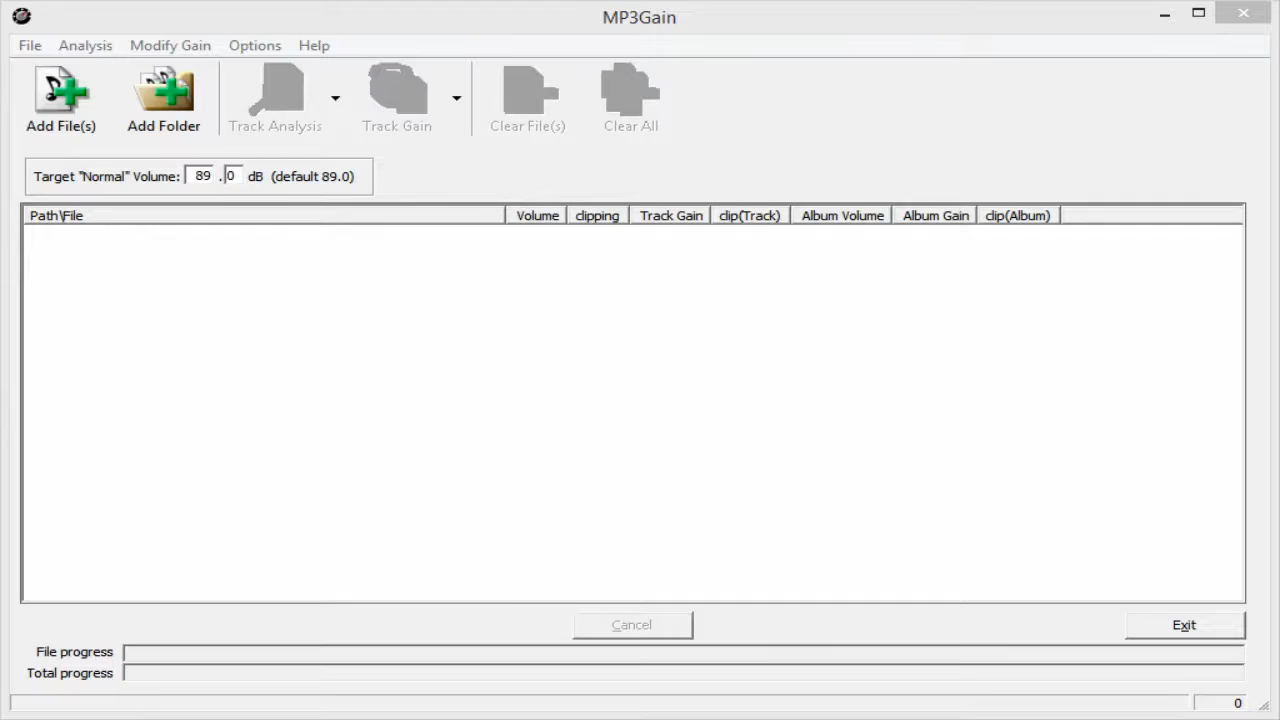 MP3Gain
File Analysis Modify Gain Options Help
Add File(s) Add Folder Track Analysis Track Gain Clear File(s) Clear All
Target "Normal" Volume: 89 .0 dB (default 89.0)
Path\File Volume clipping Track Gain clip(Track) Album Volume Album Gain clip(Album)
Cancel Exit
File progress
Total progress
0